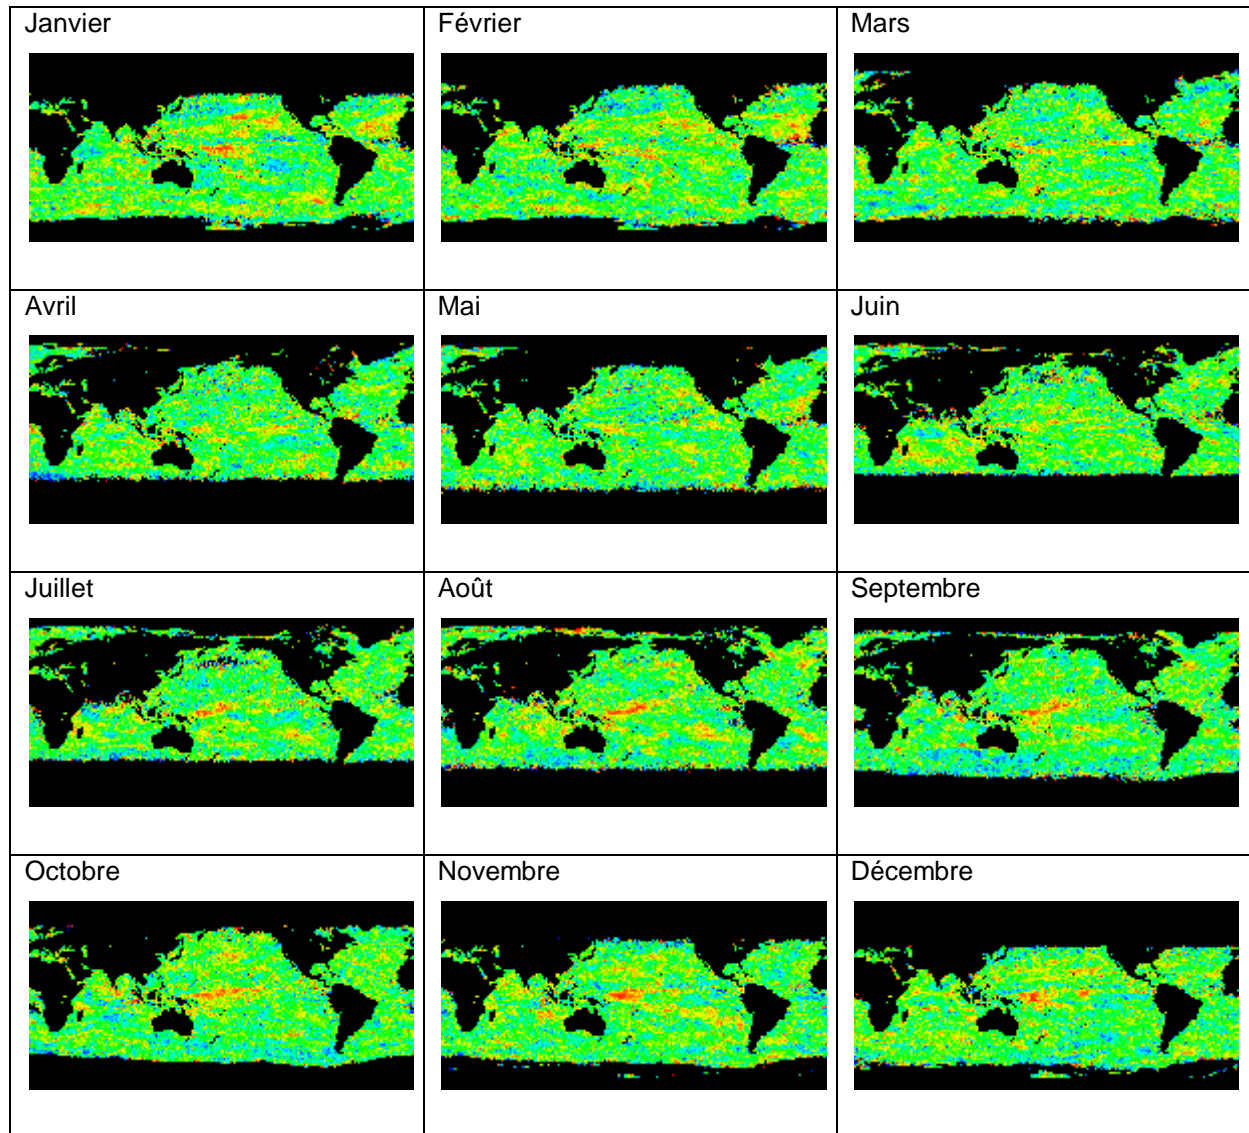 Janvier
Février
Mars
Avril
Mai
Juin
Juillet
Août
Septembre
Octobre
Novembre
Décembre